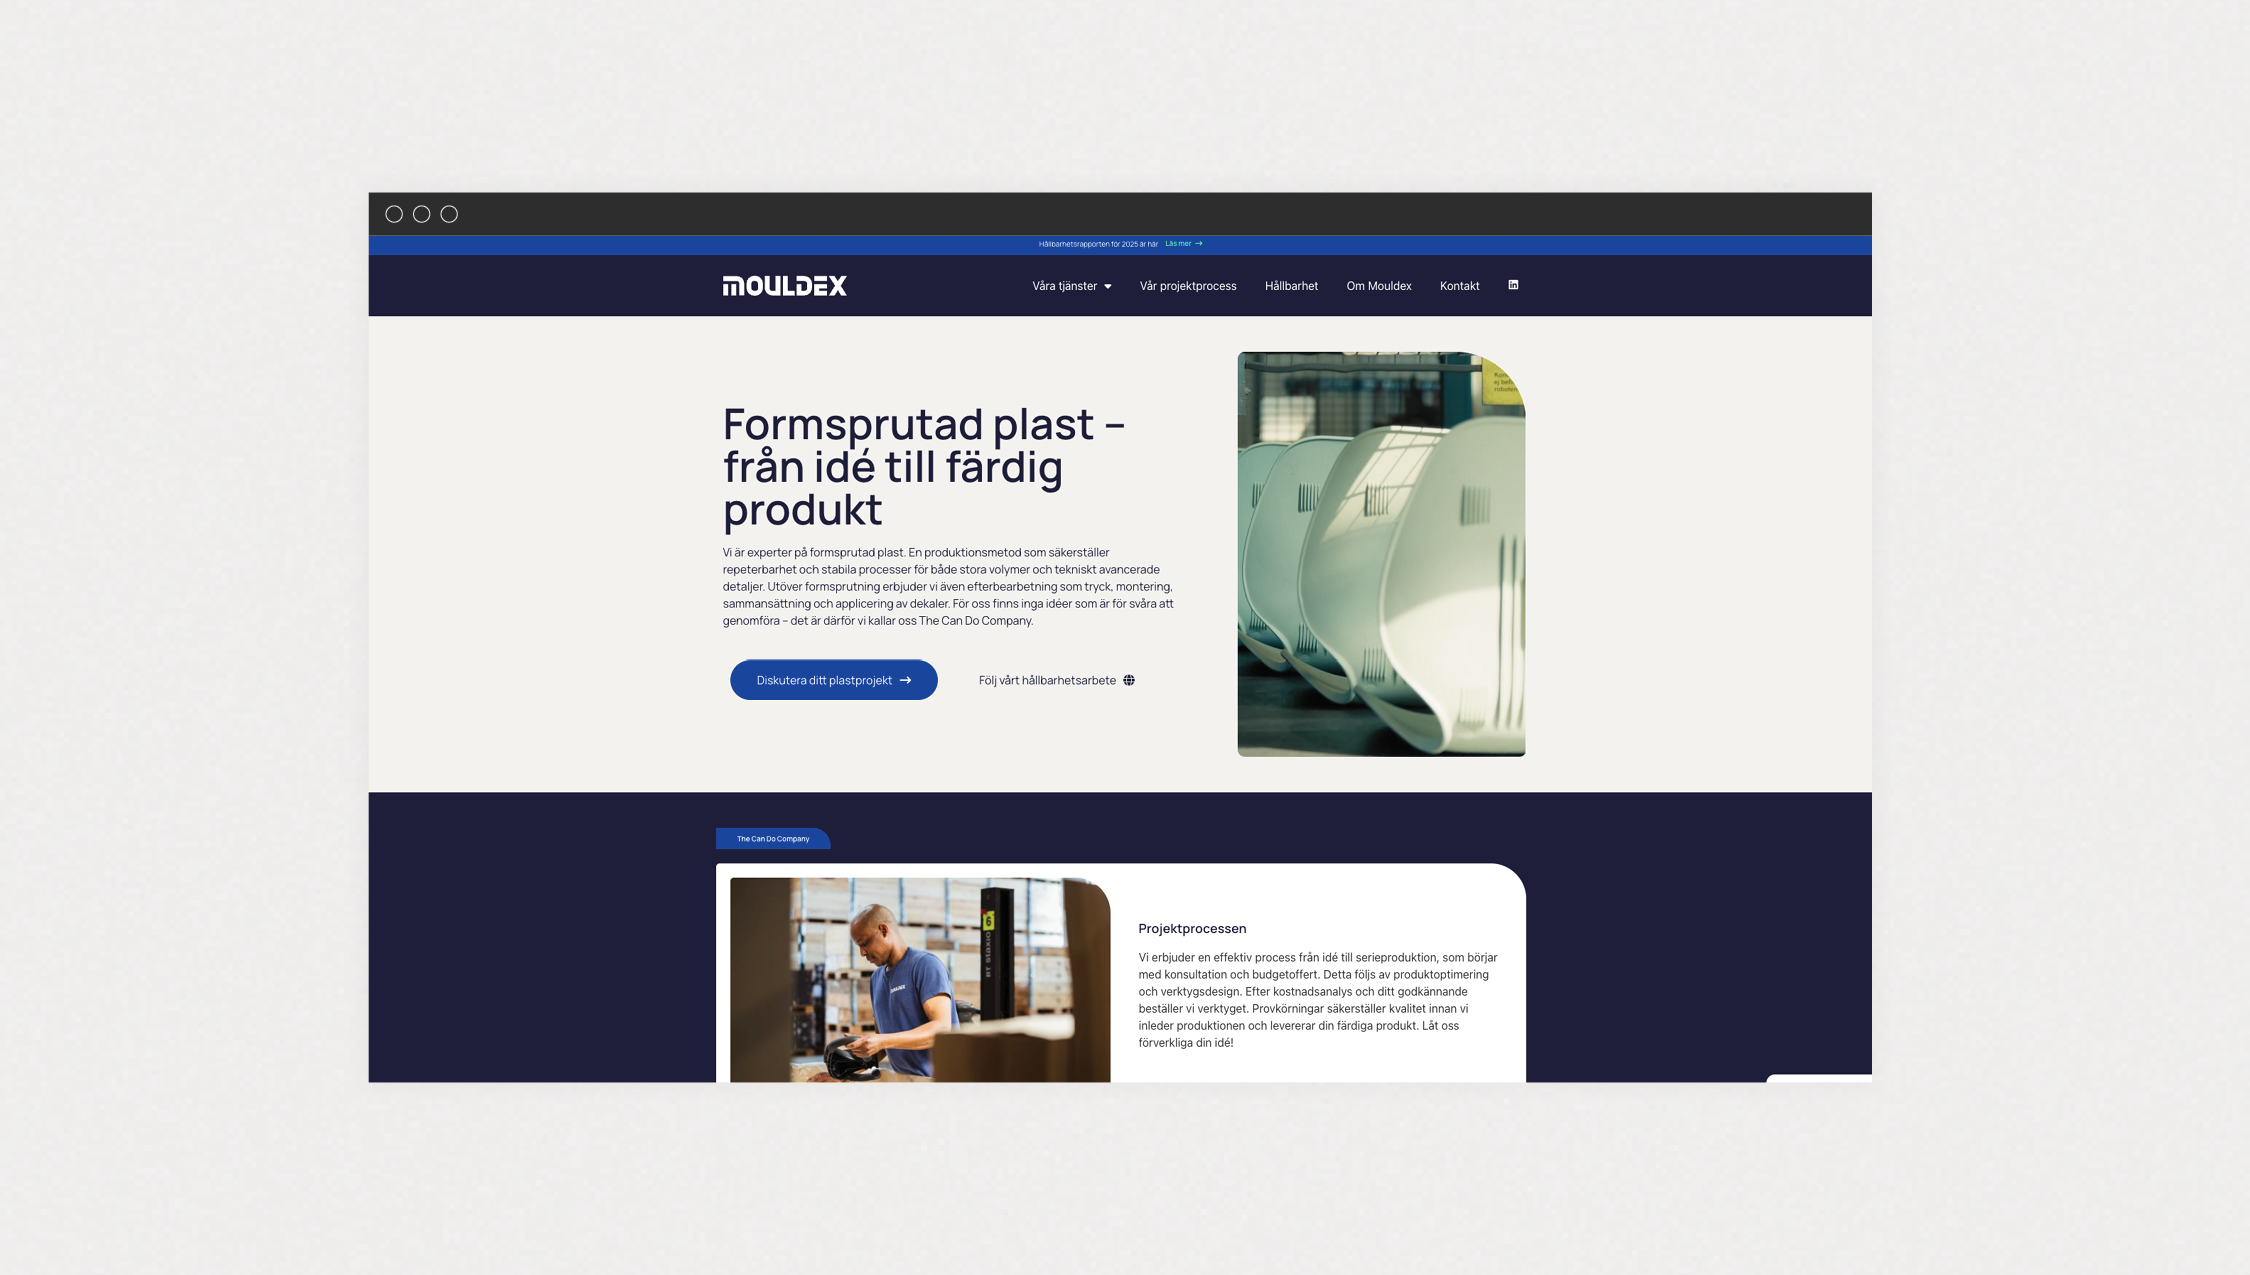 Hållbarhetsrapporten för 2025 är här Läs mer →
MOULDEX
Våra tjänster Vår projektprocess Hållbarhet Om Mouldex Kontakt
Formsprutad plast –
från idé till färdig
produkt
Vi är experter på formsprutad plast. En produktionsmetod som säkerställer
repeterbarhet och stabila processer för både stora volymer och tekniskt avancerade
detaljer. Utöver formsprutning erbjuder vi även efterbearbetning som tryck, montering,
sammansättning och applicering av dekaler. För oss finns inga idéer som är för svåra att
genomföra – det är därför vi kallar oss The Can Do Company.
Diskutera ditt plastprojekt →
Följ vårt hållbarhetsarbete
The Can Do Company
6
BT STAXIO
MOULDEX
Projektprocessen
Vi erbjuder en effektiv process från idé till serieproduktion, som börjar
med konsultation och budgetoffert. Detta följs av produktoptimering
och verktygsdesign. Efter kostnadsanalys och ditt godkännande
beställer vi verktyget. Provkörningar säkerställer kvalitet innan vi
inleder produktionen och levererar din färdiga produkt. Låt oss
förverkliga din idé!